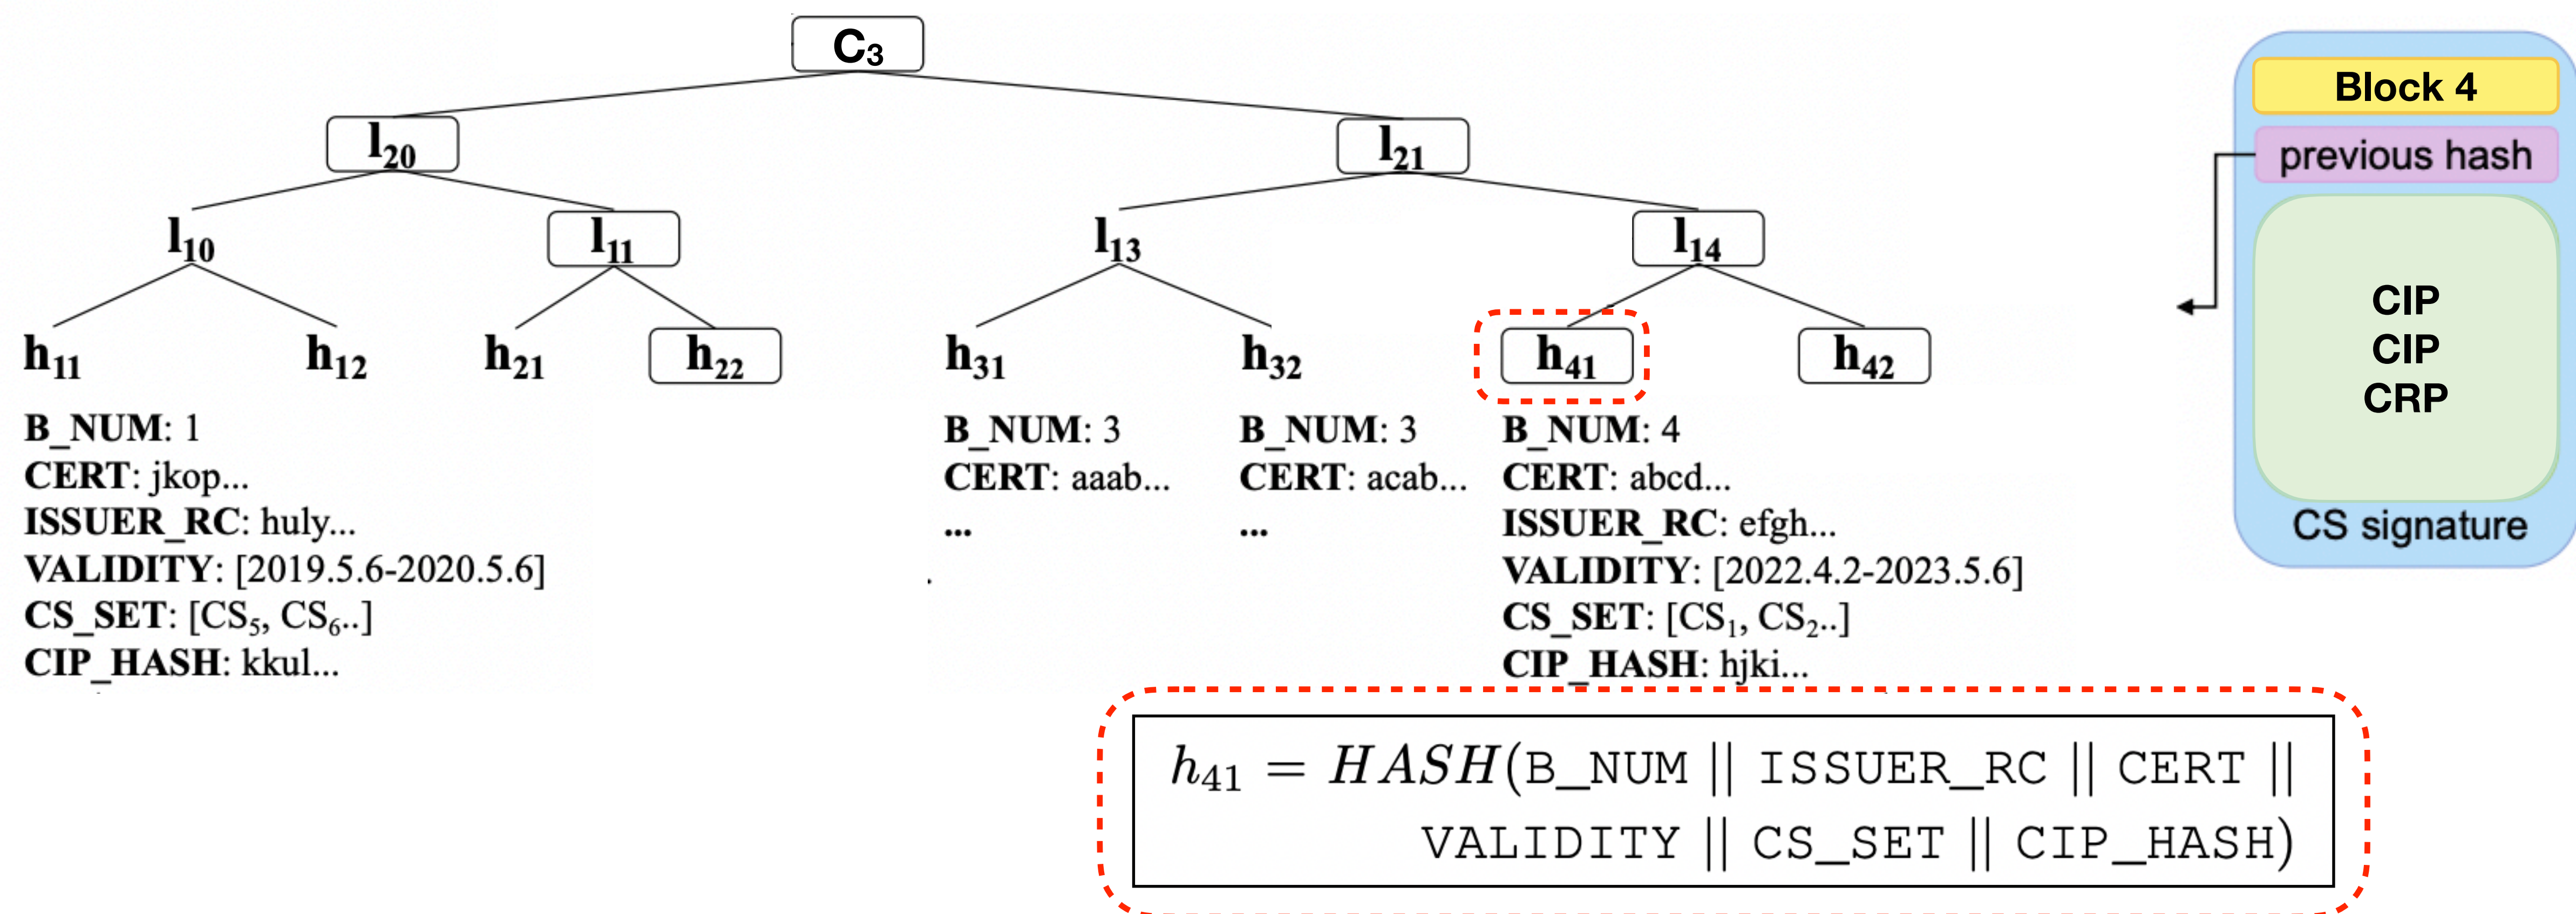 C₃
l₂₀
l₂₁
l₁₀
l₁₁
l₁₃
l₁₄
h₁₁
h₁₂
h₂₁
h₂₂
h₃₁
h₃₂
h₄₁
h₄₂
B_NUM: 1
CERT: jkop...
ISSUER_RC: huly...
VALIDITY: [2019.5.6-2020.5.6]
CS_SET: [CS₅, CS₆..]
CIP_HASH: kkul...
B_NUM: 3
CERT: aaab...
...
B_NUM: 3
CERT: acab...
...
B_NUM: 4
CERT: abcd...
ISSUER_RC: efgh...
VALIDITY: [2022.4.2-2023.5.6]
CS_SET: [CS₁, CS₂..]
CIP_HASH: hjki...
h₄₁ = HASH(B_NUM || ISSUER_RC || CERT ||
VALIDITY || CS_SET || CIP_HASH)
Block 4
previous hash
CIP
CIP
CRP
CS signature